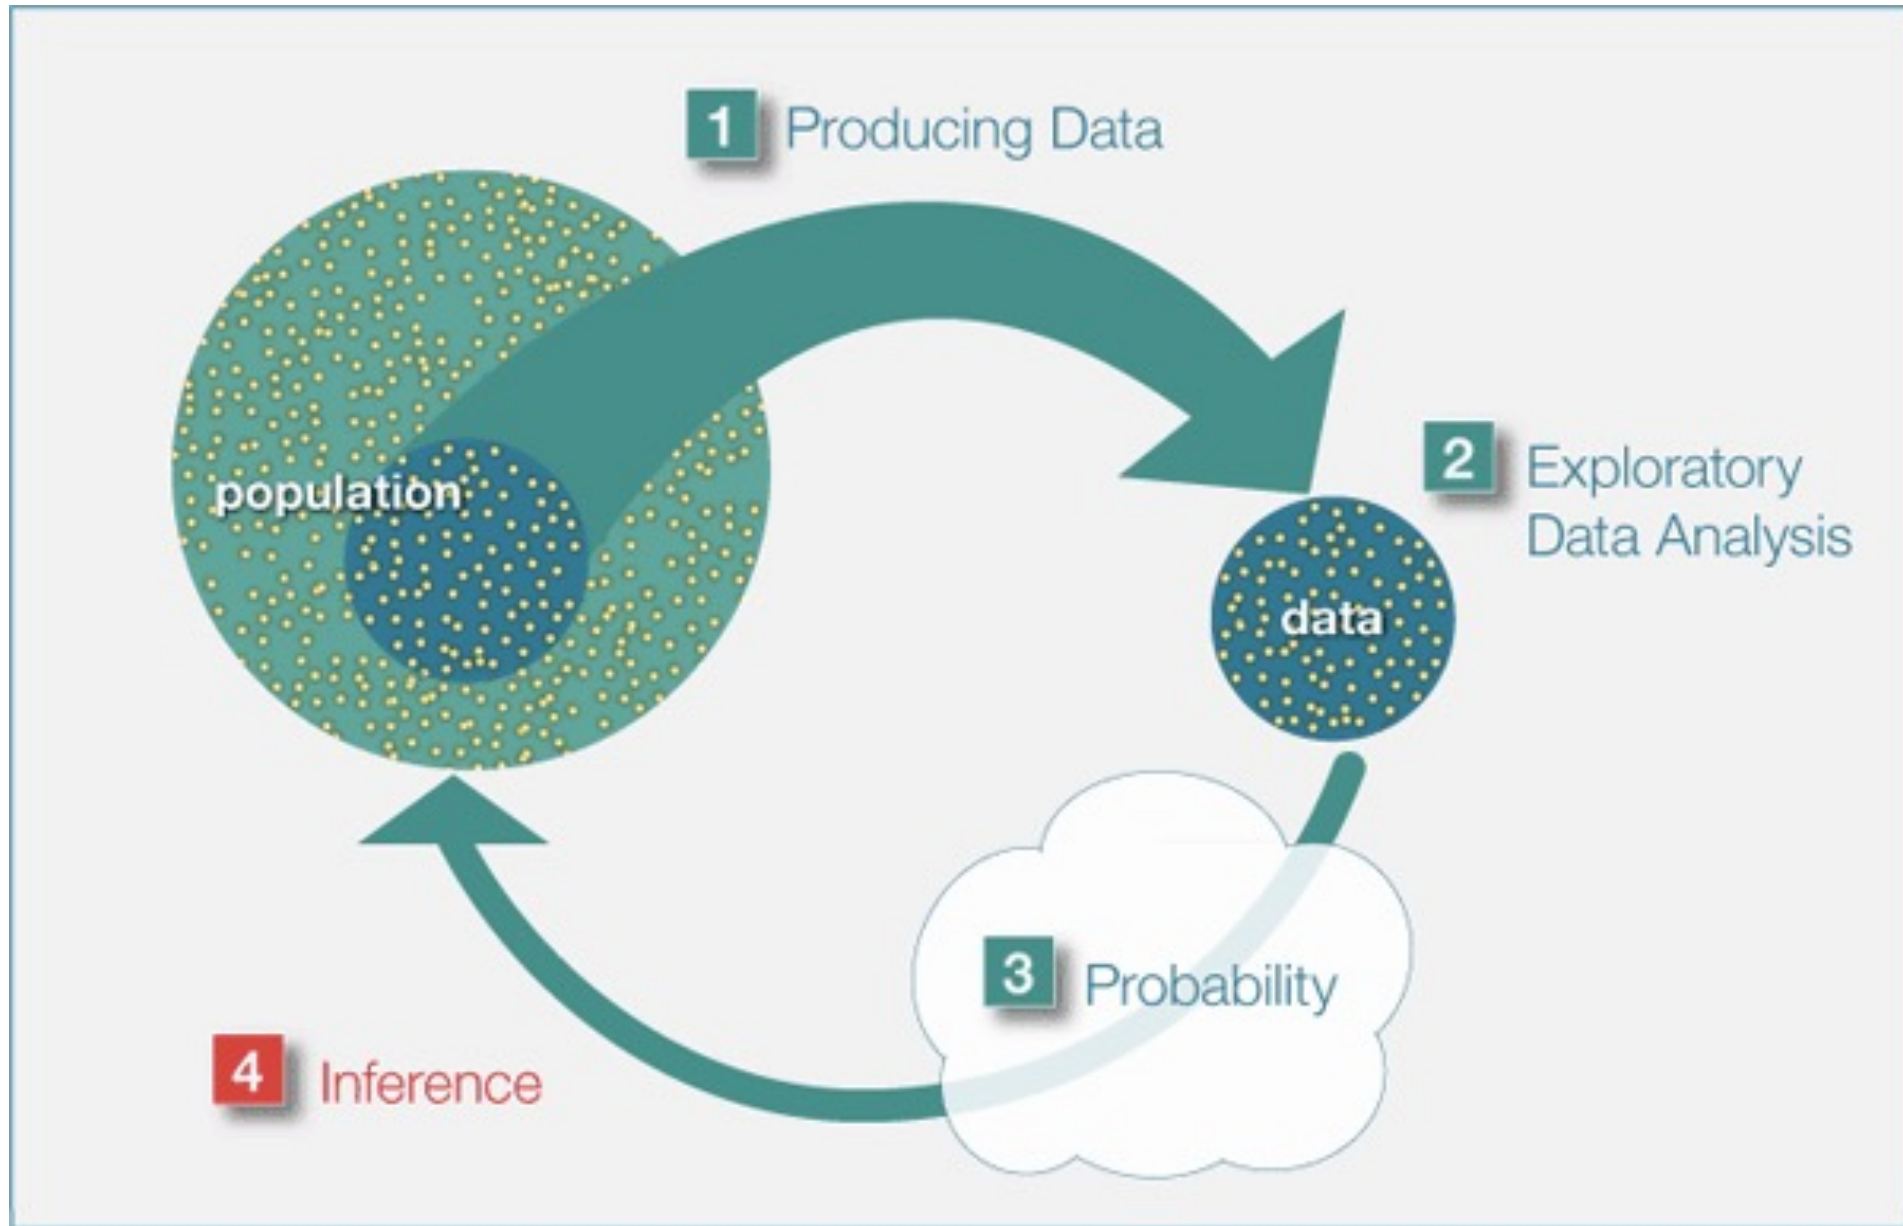 1 Producing Data
population
2 Exploratory
Data Analysis
data
3 Probability
4 Inference